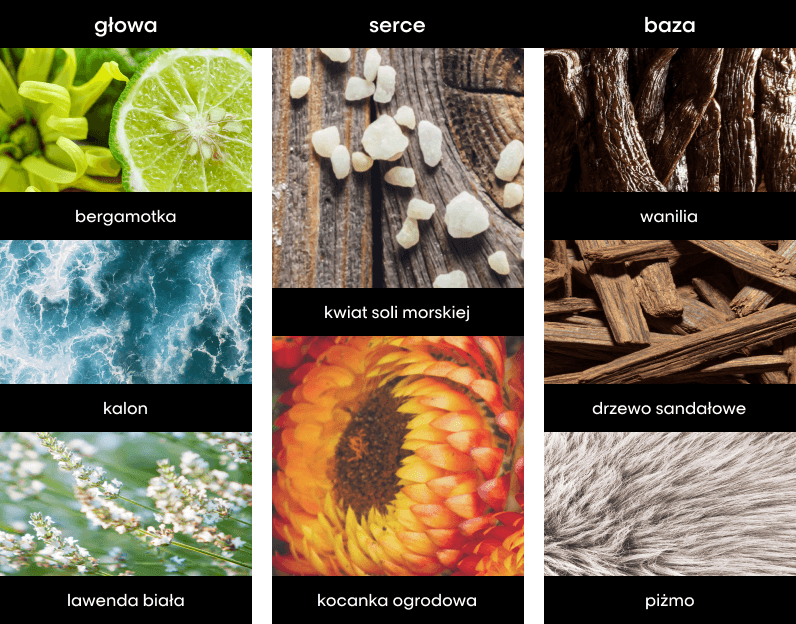 głowa
serce
baza
bergamotka
wanilia
kwiat soli morskiej
kalon
drzewo sandałowe
lawenda biała
kocanka ogrodowa
piżmo